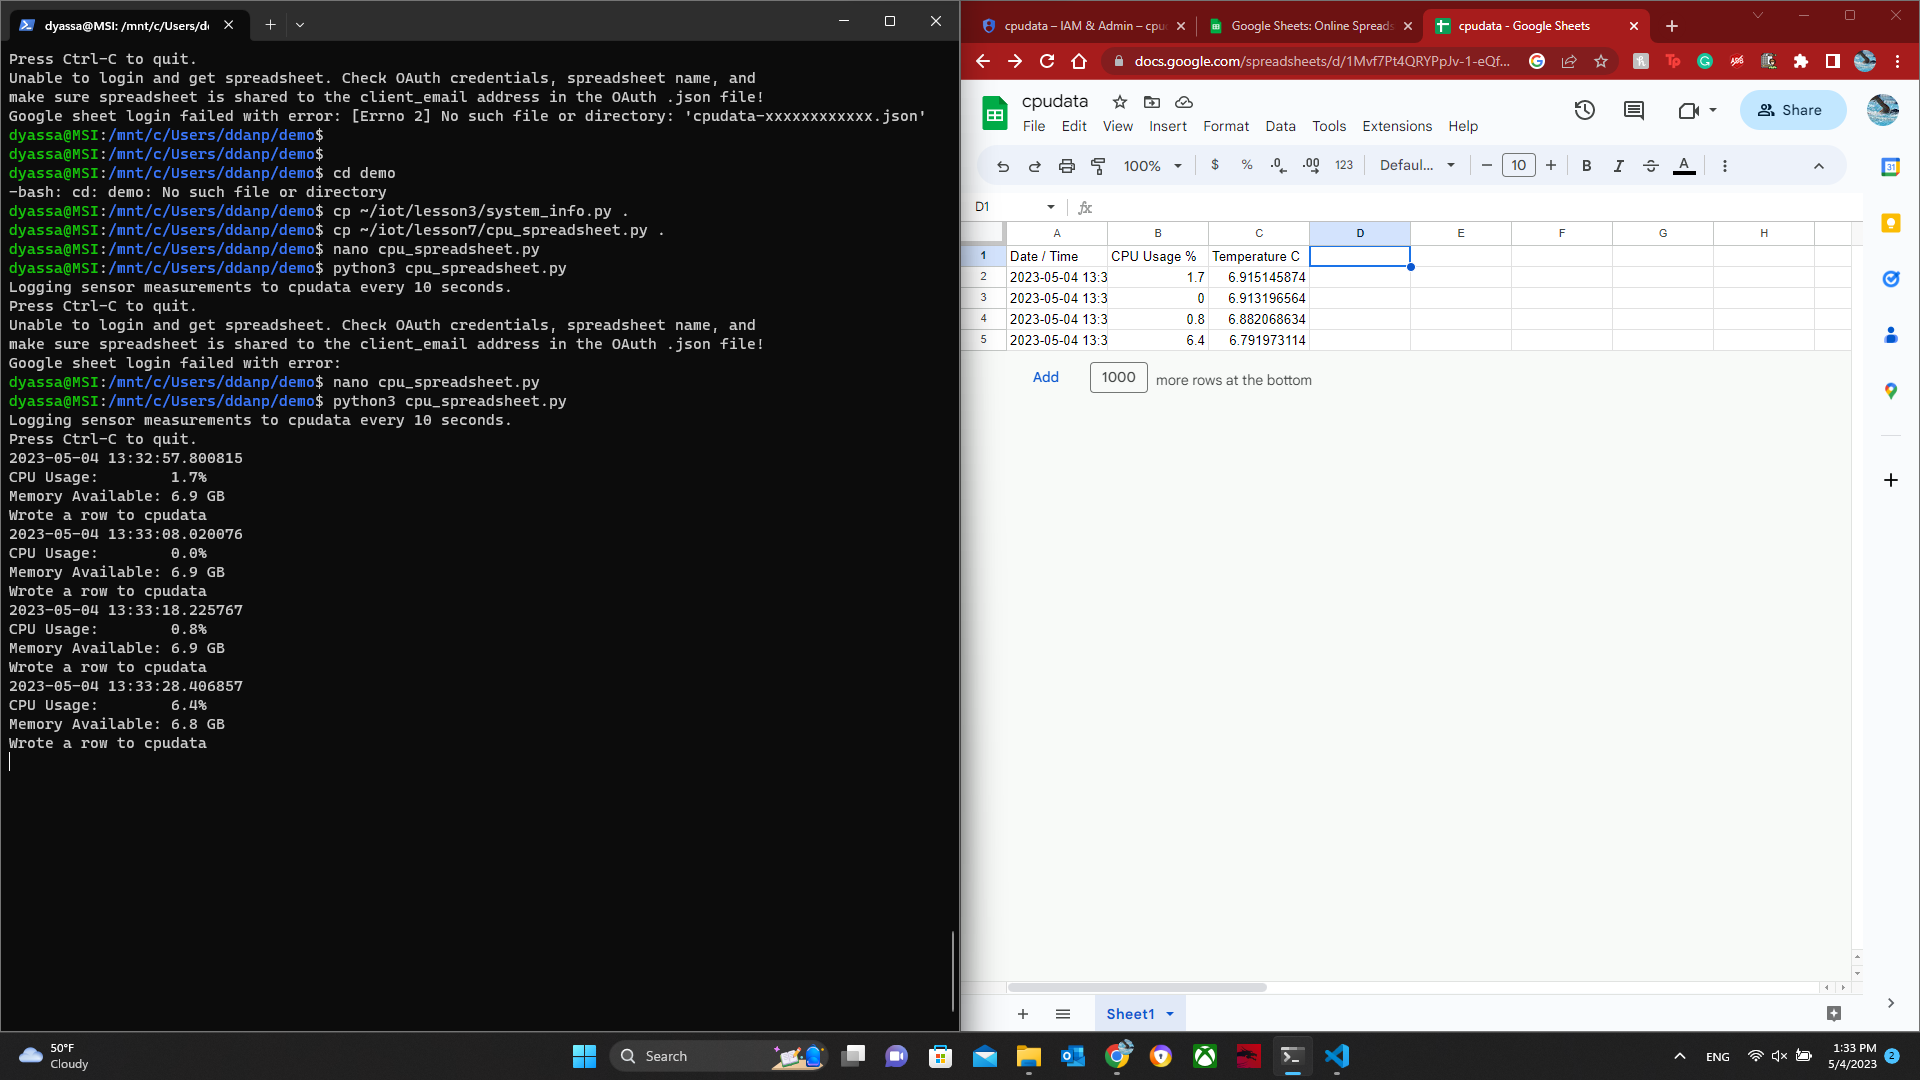 dyassa@MSI: /mnt/c/Users/d
Press Ctrl-C to quit.
Unable to login and get spreadsheet. Check OAuth credentials, spreadsheet name, and
make sure spreadsheet is shared to the client_email address in the OAuth .json file!
Google sheet login failed with error: [Errno 2] No such file or directory: 'cpudata-xxxxxxxxxxxx.json'
dyassa@MSI:/mnt/c/Users/ddanp/demo$
dyassa@MSI:/mnt/c/Users/ddanp/demo$
dyassa@MSI:/mnt/c/Users/ddanp/demo$ cd demo
-bash: cd: demo: No such file or directory
dyassa@MSI:/mnt/c/Users/ddanp/demo$ cp ~/iot/lesson3/system_info.py .
dyassa@MSI:/mnt/c/Users/ddanp/demo$ cp ~/iot/lesson7/cpu_spreadsheet.py .
dyassa@MSI:/mnt/c/Users/ddanp/demo$ nano cpu_spreadsheet.py
dyassa@MSI:/mnt/c/Users/ddanp/demo$ python3 cpu_spreadsheet.py
Logging sensor measurements to cpudata every 10 seconds.
Press Ctrl-C to quit.
Unable to login and get spreadsheet. Check OAuth credentials, spreadsheet name, and
make sure spreadsheet is shared to the client_email address in the OAuth .json file!
Google sheet login failed with error:
dyassa@MSI:/mnt/c/Users/ddanp/demo$ nano cpu_spreadsheet.py
dyassa@MSI:/mnt/c/Users/ddanp/demo$ python3 cpu_spreadsheet.py
Logging sensor measurements to cpudata every 10 seconds.
Press Ctrl-C to quit.
2023-05-04 13:32:57.800815
CPU Usage: 1.7%
Memory Available: 6.9 GB
Wrote a row to cpudata
2023-05-04 13:33:08.020076
CPU Usage: 0.0%
Memory Available: 6.9 GB
Wrote a row to cpudata
2023-05-04 13:33:18.225767
CPU Usage: 0.8%
Memory Available: 6.9 GB
Wrote a row to cpudata
2023-05-04 13:33:28.406857
CPU Usage: 6.4%
Memory Available: 6.8 GB
Wrote a row to cpudata
cpudata – IAM & Admin – cpu
Google Sheets: Online Spreads
cpudata - Google Sheets
docs.google.com/spreadsheets/d/1Mvf7Pt4QRYPpJv-1-eQf...
cpudata
File Edit View Insert Format Data Tools Extensions Help
Share
100% $ % .0 .00 123 Defaul... 10 B I S A
D1 fx
A B C D E F G H
1 Date / Time CPU Usage % Temperature C
2 2023-05-04 13:3 1.7 6.915145874
3 2023-05-04 13:3 0 6.913196564
4 2023-05-04 13:3 0.8 6.882068634
5 2023-05-04 13:3 6.4 6.791973114
Add 1000 more rows at the bottom
Sheet1
50°F
Cloudy
Search
ENG
1:33 PM
5/4/2023
2